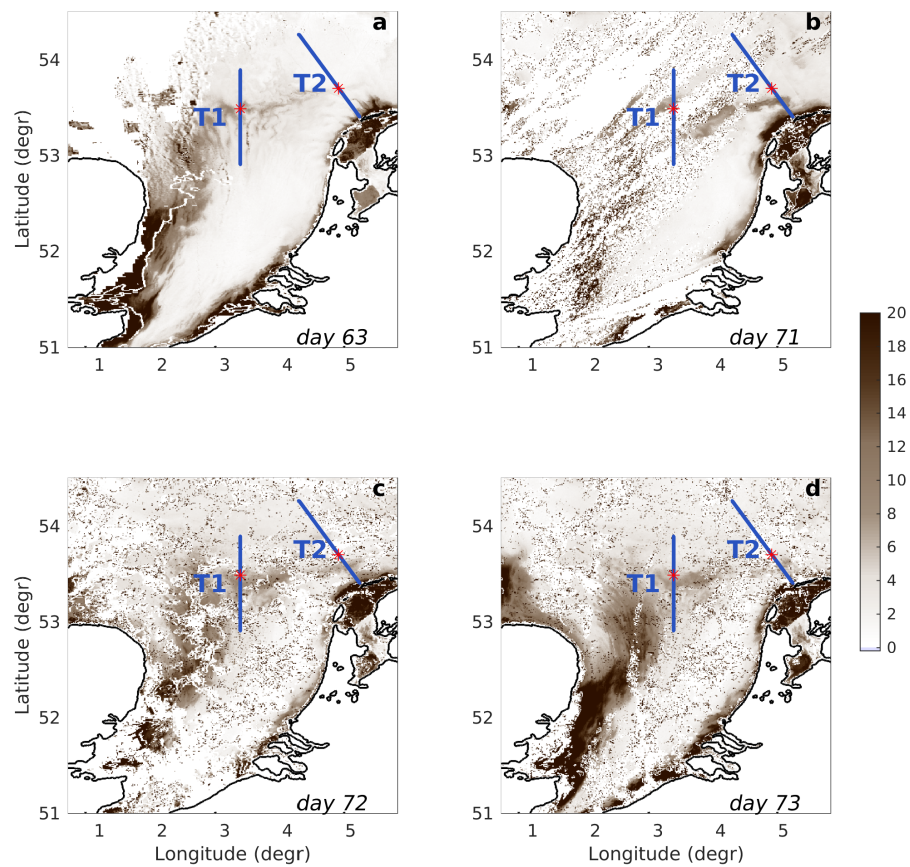 a
54
T2
T1
53
Latitude (degr)
52
day 63
51
1 2 3 4 5
b
54
T2
T1
53
52
day 71
51
1 2 3 4 5
20
18
16
14
12
10
8
6
4
2
0
c
54
T2
T1
53
Latitude (degr)
52
day 72
51
1 2 3 4 5
Longitude (degr)
d
54
T2
T1
53
52
day 73
51
1 2 3 4 5
Longitude (degr)